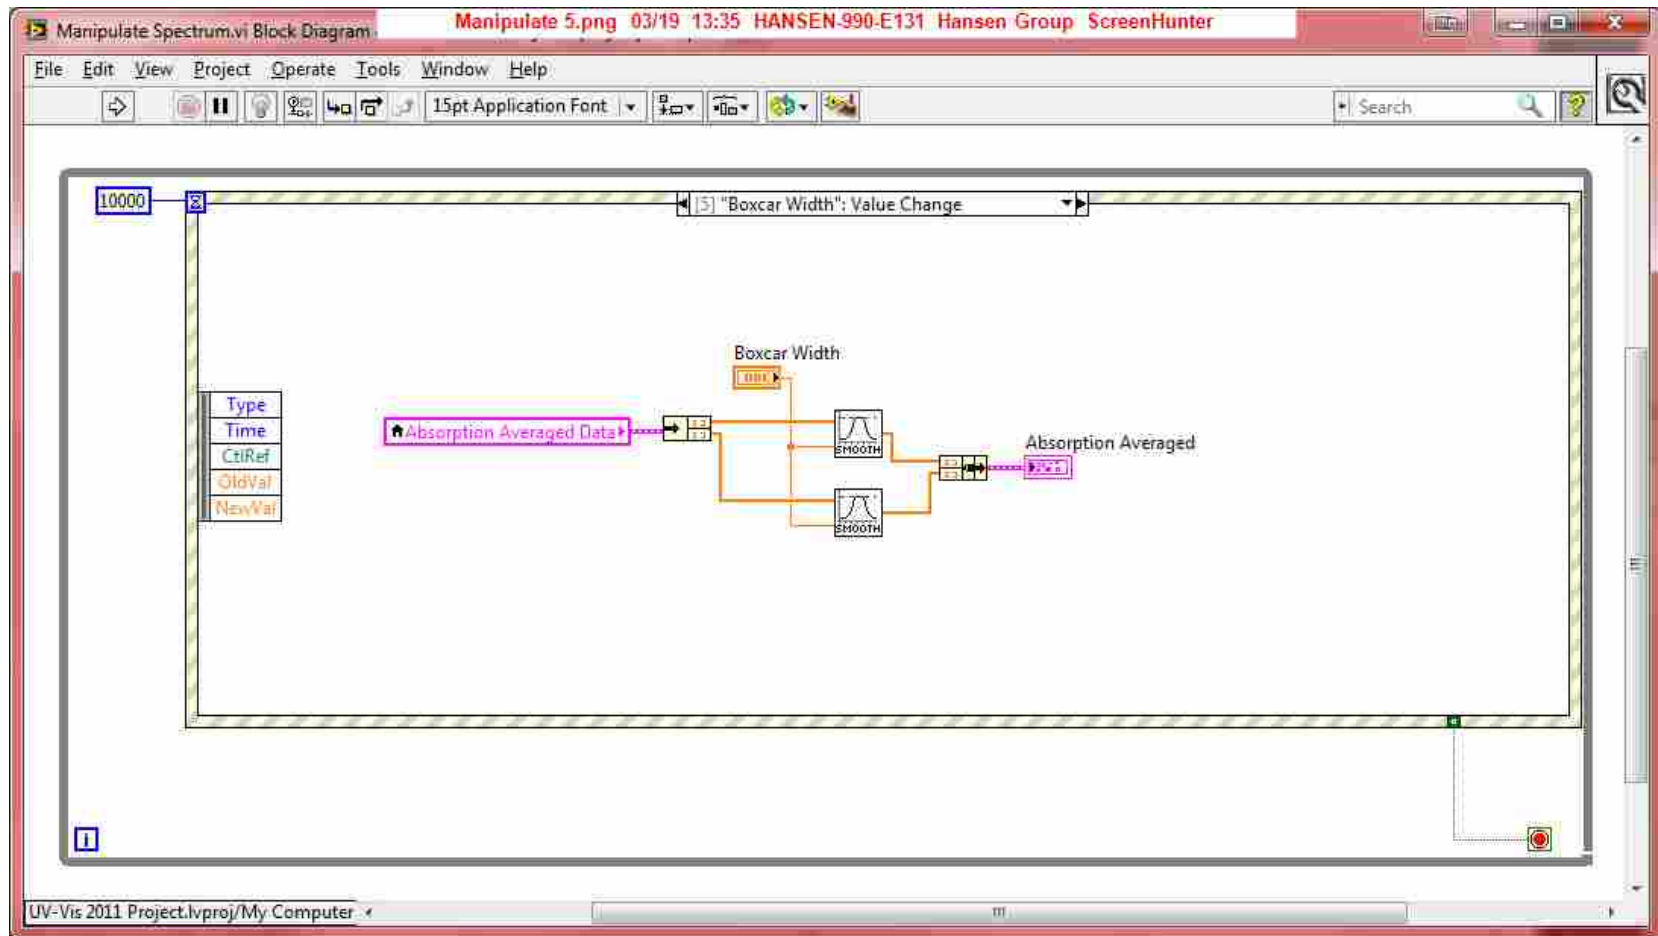 Manipulate Spectrum.vi Block Diagram
Manipulate 5.png 03/19 13:35 HANSEN-990-E131 Hansen Group ScreenHunter
File Edit View Project Operate Tools Window Help
15pt Application Font
Search
10000
[5] "Boxcar Width": Value Change
Boxcar Width
Type
Time
CtlRef
OldVal
NewVal
Absorption Averaged Data
SMOOTH
Absorption Averaged
SMOOTH
i
UV-Vis 2011 Project.lvproj/My Computer